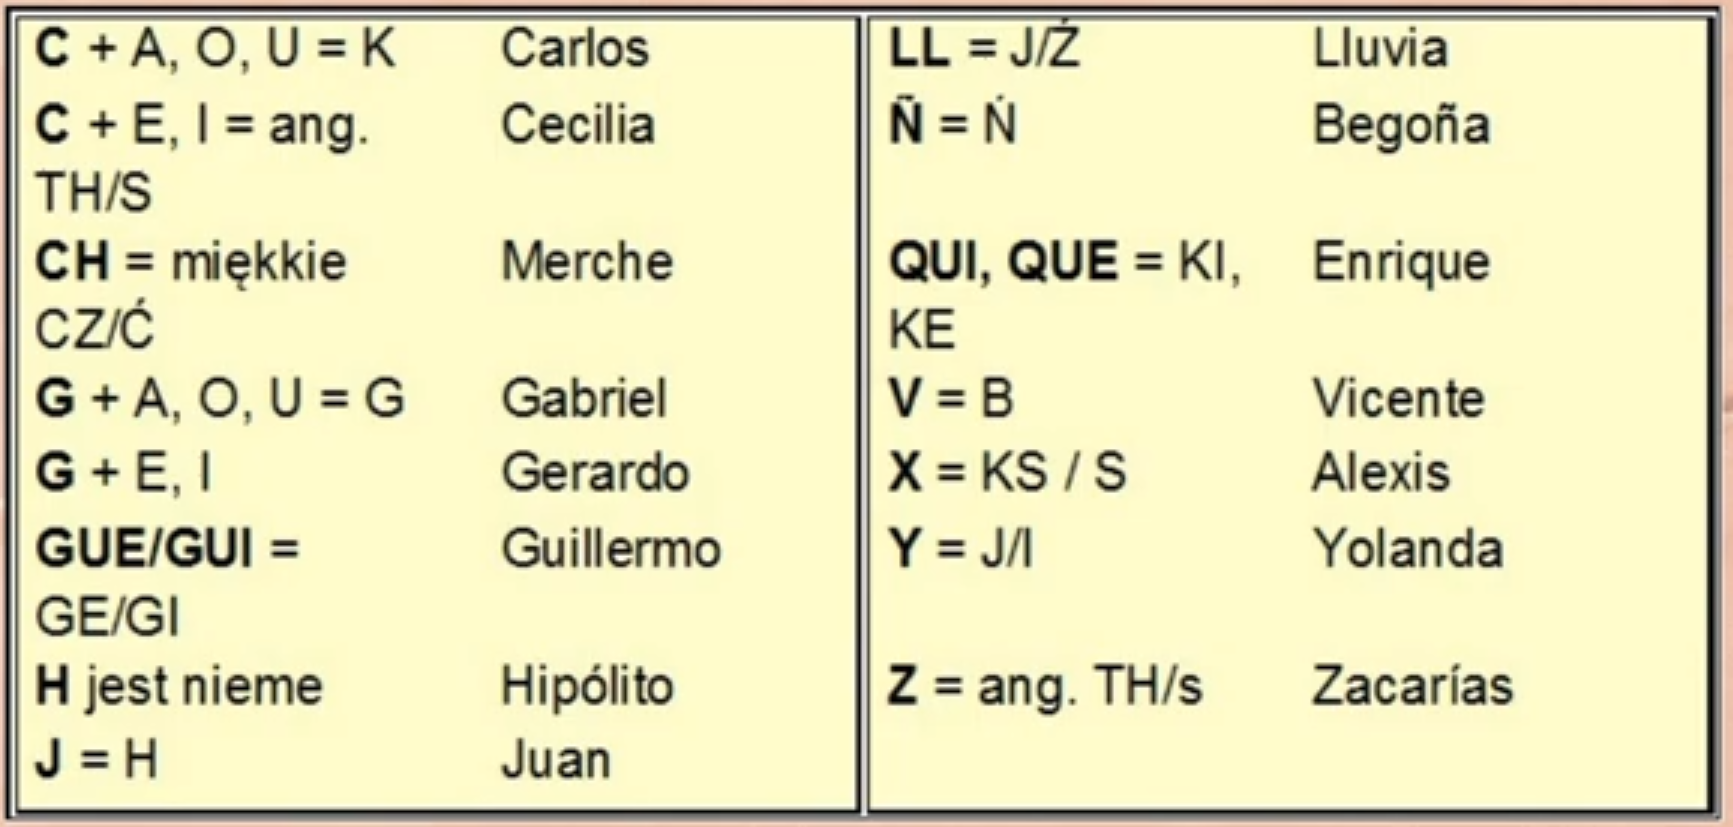 C + A, O, U = K Carlos
C + E, I = ang. Cecilia
TH/S
CH = miękkie Merche
CZ/Ć
G + A, O, U = G Gabriel
G + E, I Gerardo
GUE/GUI = Guillermo
GE/GI
H jest nieme Hipólito
J = H Juan
LL = J/Ź Lluvia
Ñ = Ń Begoña
QUI, QUE = KI, Enrique
KE
V = B Vicente
X = KS / S Alexis
Y = J/I Yolanda
Z = ang. TH/s Zacarías